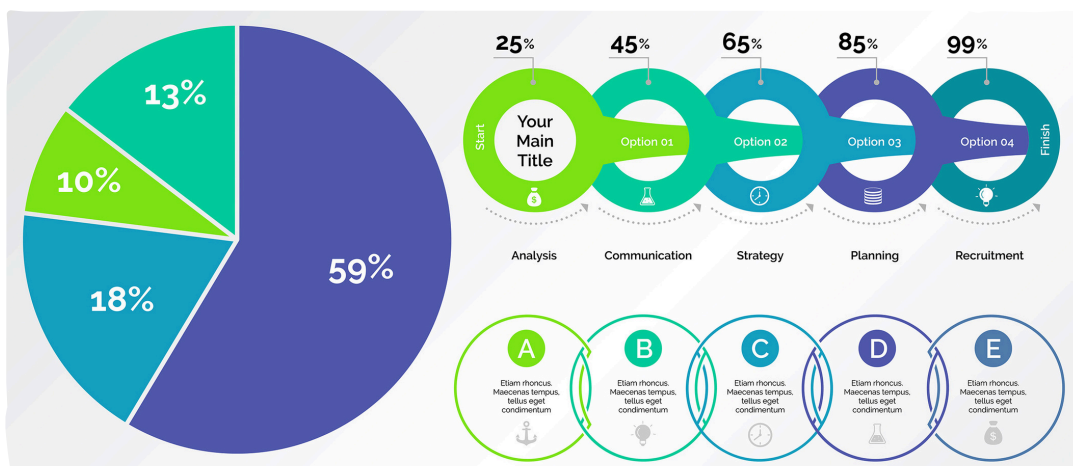 13%
10%
18%
59%
25%
45%
65%
85%
99%
Start
Your
Main
Title
Option 01
Option 02
Option 03
Option 04
Finish
$
Analysis
Communication
Strategy
Planning
Recruitment
A
Etiam rhoncus.
Maecenas tempus,
tellus eget
condimentum
B
Etiam rhoncus.
Maecenas tempus,
tellus eget
condimentum
C
Etiam rhoncus.
Maecenas tempus,
tellus eget
condimentum
D
Etiam rhoncus.
Maecenas tempus,
tellus eget
condimentum
E
Etiam rhoncus.
Maecenas tempus,
tellus eget
condimentum
$